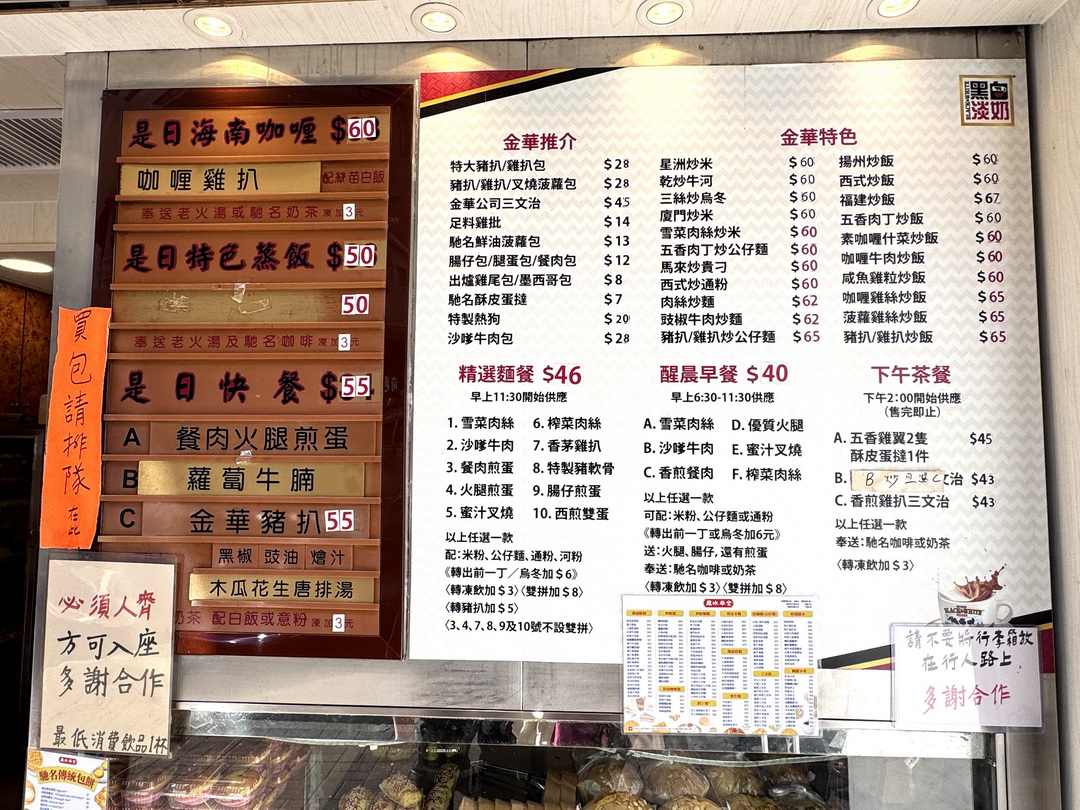 是日海南咖喱 $60
咖喱雞扒 配絲苗白飯
奉送老火湯或馳名奶茶 凍加3元
是日特色蒸飯 $50
50
奉送老火湯及馳名咖啡 凍加3元
是日快餐 $55
A 餐肉火腿煎蛋
B 蘿蔔牛腩
C 金華豬扒 55
黑椒 豉油 燴汁
木瓜花生唐排湯
奶茶 配白飯或意粉 凍加3元
買包請排隊在此
必須人齊
方可入座
多謝合作
最低消費飲品1杯
馳名傳統包餅
黑白淡奶
金華推介
特大豬扒/雞扒包 $28
豬扒/雞扒/叉燒菠蘿包 $28
金華公司三文治 $45
足料雞批 $14
馳名鮮油菠蘿包 $13
腸仔包/腿蛋包/餐肉包 $12
出爐雞尾包/墨西哥包 $8
馳名酥皮蛋撻 $7
特製熱狗 $20
沙嗲牛肉包 $28
金華特色
星洲炒米 $60
乾炒牛河 $60
三絲炒烏冬 $60
廈門炒米 $60
雪菜肉絲炒米 $60
五香肉丁炒公仔麵 $60
馬來炒貴刁 $60
西式炒通粉 $60
肉絲炒麵 $62
豉椒牛肉炒麵 $62
豬扒/雞扒炒公仔麵 $65
揚州炒飯 $60
西式炒飯 $60
福建炒飯 $67
五香肉丁炒飯 $60
素咖喱什菜炒飯 $60
咖喱牛肉炒飯 $60
咸魚雞粒炒飯 $60
咖喱雞絲炒飯 $65
菠蘿雞絲炒飯 $65
豬扒/雞扒炒飯 $65
精選麵餐 $46
早上11:30開始供應
1. 雪菜肉絲 6. 榨菜肉絲
2. 沙嗲牛肉 7. 香茅雞扒
3. 餐肉煎蛋 8. 特製豬軟骨
4. 火腿煎蛋 9. 腸仔煎蛋
5. 蜜汁叉燒 10. 西煎雙蛋
以上任選一款
配:米粉、公仔麵、通粉、河粉
《轉出前一丁／烏冬加＄6》
〈轉凍飲加＄3〉〈雙拼加＄8〉
〈轉豬扒加＄5〉
〈3、4、7、8、9及10號不設雙拼〉
醒晨早餐 $40
早上6:30-11:30供應
A. 雪菜肉絲 D. 優質火腿
B. 沙嗲牛肉 E. 蜜汁叉燒
C. 香煎餐肉 F. 榨菜肉絲
以上任選一款
可配:米粉、公仔麵或通粉
《轉出前一丁或烏冬加6元》
送:火腿、腸仔,還有煎蛋
奉送:馳名咖啡或奶茶
〈轉凍飲加＄3〉〈雙拼加＄8〉
下午茶餐
下午2:00開始供應
(售完即止)
A. 五香雞翼2隻 $45
酥皮蛋撻1件
B. 治 $43
C. 香煎雞扒三文治 $43
以上任選一款
奉送:馳名咖啡或奶茶
〈轉凍飲加＄3〉
BLACK&WHITE
請不要將行李箱放
在行人路上.
多謝合作